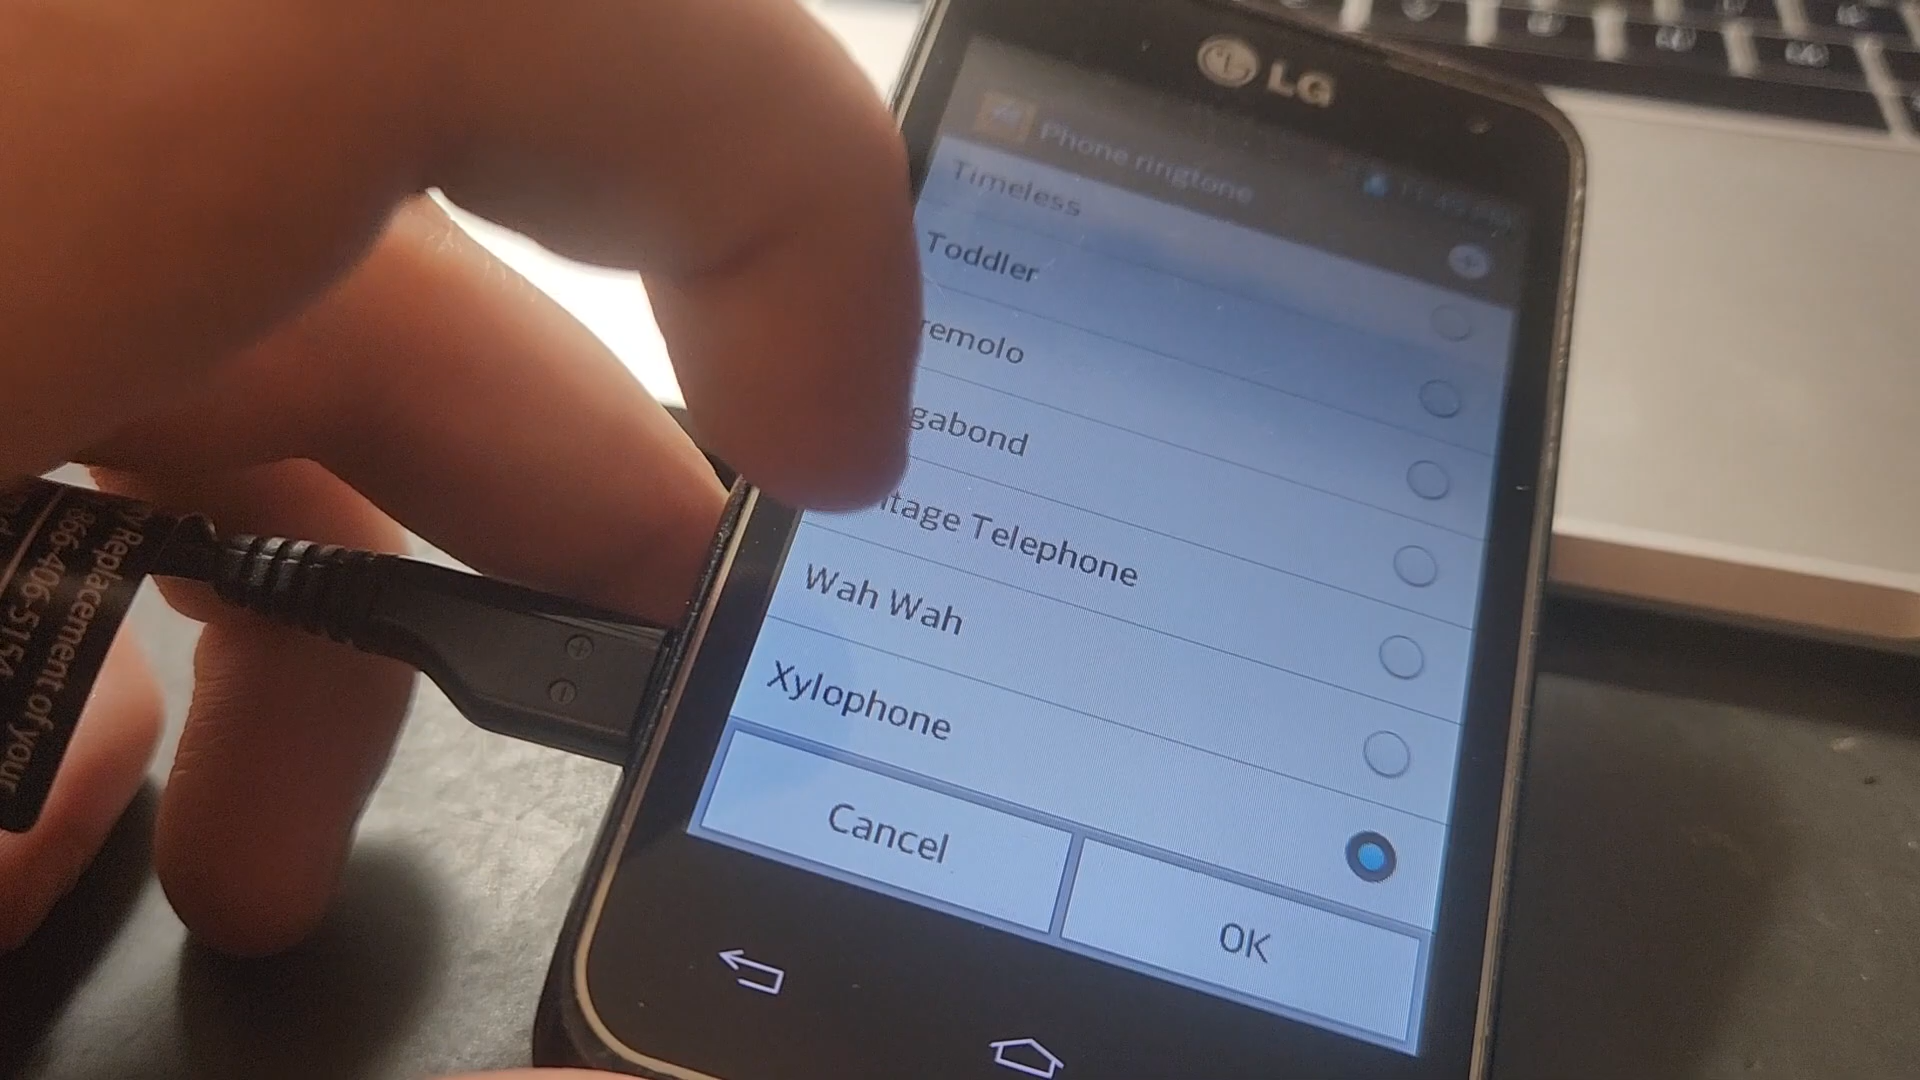 LG
Phone ringtone
Timeless
Toddler
remolo
gabond
tage Telephone
Wah Wah
Xylophone
Cancel
OK
Replacement of your
866-406-5154